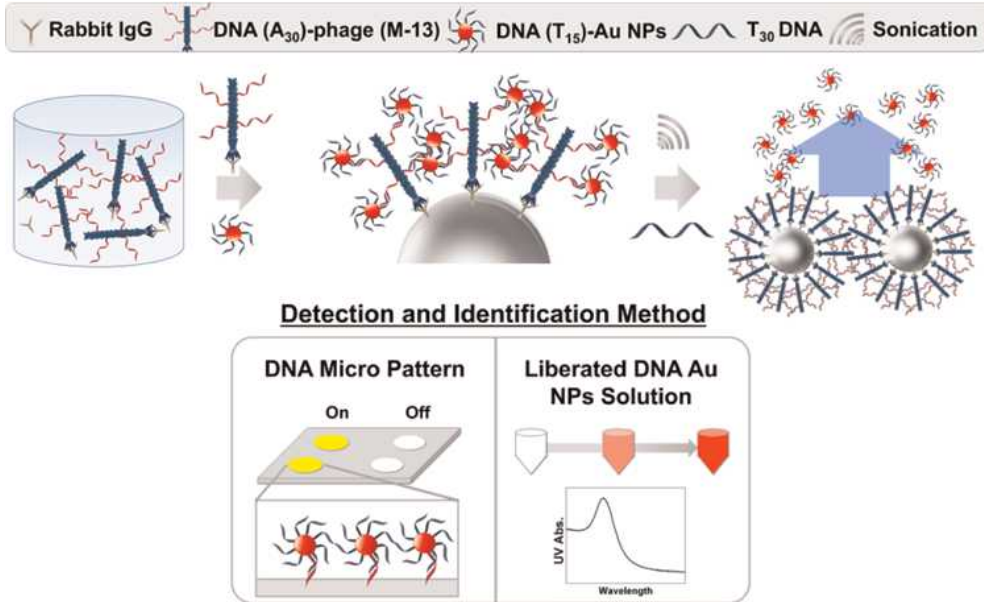 Rabbit IgG DNA (A30)-phage (M-13) DNA (T15)-Au NPs T30 DNA Sonication
Detection and Identification Method
DNA Micro Pattern
On Off
Liberated DNA Au
NPs Solution
UV Abs.
Wavelength